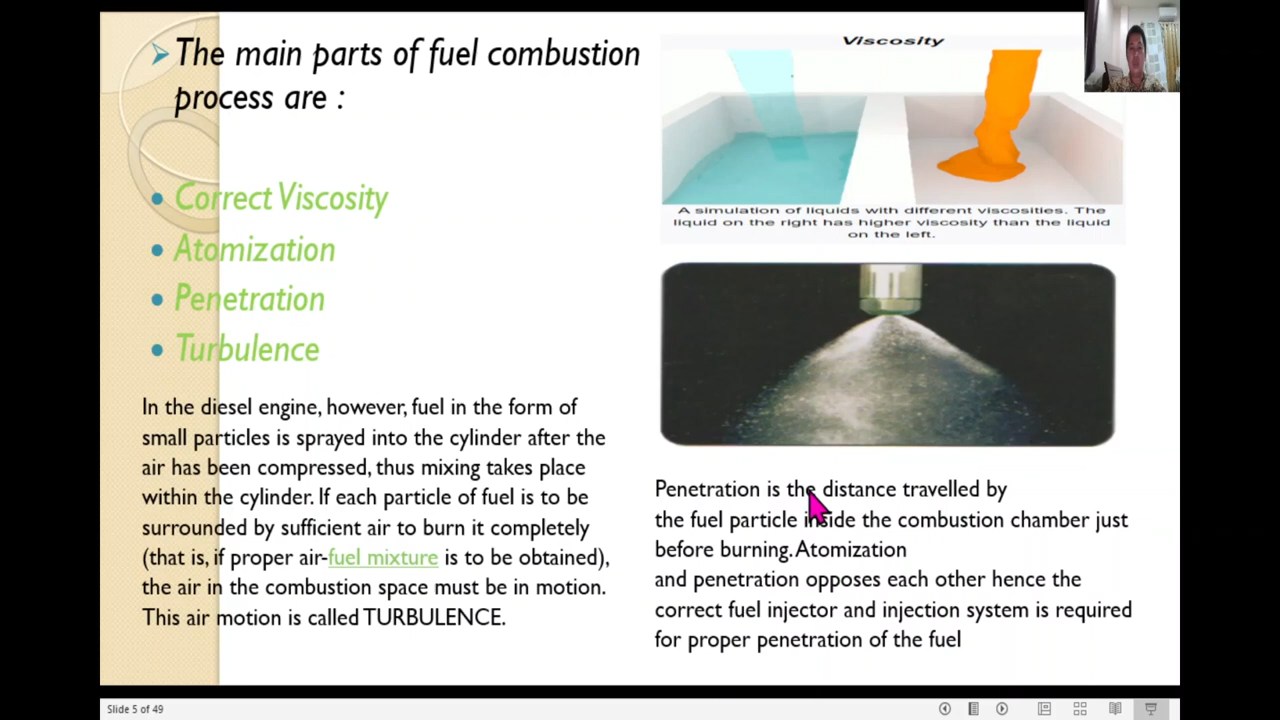 The main parts of fuel combustion
process are :
Correct Viscosity
Atomization
Penetration
Turbulence
In the diesel engine, however, fuel in the form of
small particles is sprayed into the cylinder after the
air has been compressed, thus mixing takes place
within the cylinder. If each particle of fuel is to be
surrounded by sufficient air to burn it completely
(that is, if proper air-fuel mixture is to be obtained),
the air in the combustion space must be in motion.
This air motion is called TURBULENCE.
Viscosity
A simulation of liquids with different viscosities. The
liquid on the right has higher viscosity than the liquid
on the left.
Penetration is the distance travelled by
the fuel particle inside the combustion chamber just
before burning. Atomization
and penetration opposes each other hence the
correct fuel injector and injection system is required
for proper penetration of the fuel
Slide 5 of 49